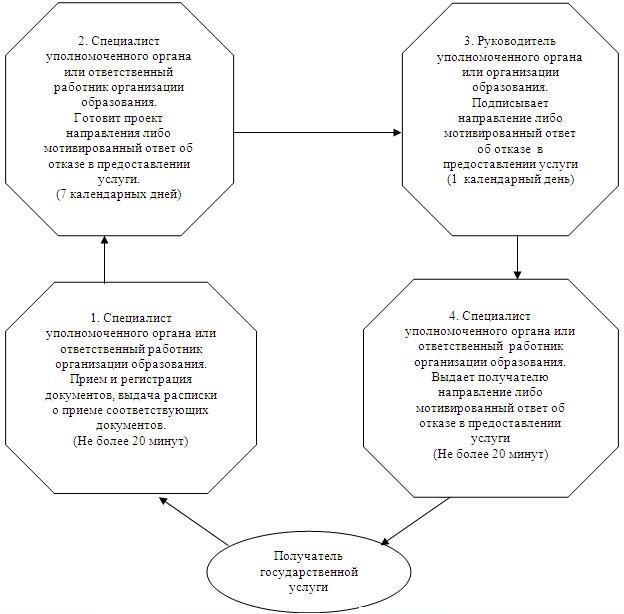 2. Специалист
уполномоченного органа
или ответственный
работник организации
образования.
Готовит проект
направления либо
мотивированный ответ об
отказе в предоставлении
услуги.
(7 календарных дней)
3. Руководитель
уполномоченного органа
или организации
образования.
Подписывает
направление либо
мотивированный ответ
об отказе в
предоставлении услуги
(1 календарный день)
1. Специалист
уполномоченного органа или
ответственный работник
организации образования.
Прием и регистрация
документов, выдача расписки
о приеме соответствующих
документов.
(Не более 20 минут)
4. Специалист
уполномоченного органа или
ответственный работник
организации образования.
Выдает получателю
направление либо
мотивированный ответ об
отказе в предоставлении
услуги
(Не более 20 минут)
Получатель
государственной
услуги